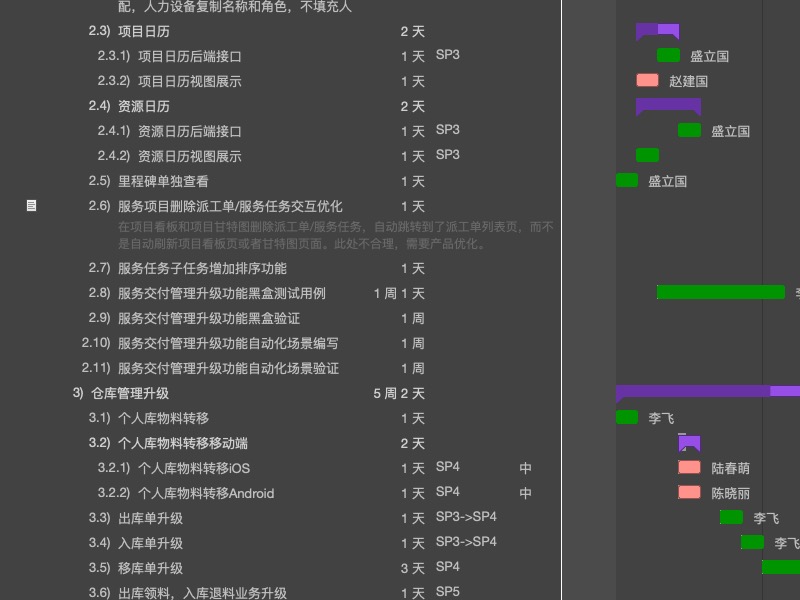 配，人力设备复制名称和角色，不填充人
2.3) 项目日历 2 天
2.3.1) 项目日历后端接口 1 天 SP3 盛立国
2.3.2) 项目日历视图展示 1 天 赵建国
2.4) 资源日历 2 天
2.4.1) 资源日历后端接口 1 天 SP3 盛立国
2.4.2) 资源日历视图展示 1 天 SP3
2.5) 里程碑单独查看 1 天 盛立国
2.6) 服务项目删除派工单/服务任务交互优化 1 天
在项目看板和项目甘特图删除派工单/服务任务，自动跳转到了派工单列表页，而不
是自动刷新项目看板页或者甘特图页面。此处不合理，需要产品优化。
2.7) 服务任务子任务增加排序功能 1 天
2.8) 服务交付管理升级功能黑盒测试用例 1 周 1 天
2.9) 服务交付管理升级功能黑盒验证 1 周
2.10) 服务交付管理升级功能自动化场景编写 1 周
2.11) 服务交付管理升级功能自动化场景验证 1 周
3) 仓库管理升级 5 周 2 天
3.1) 个人库物料转移 1 天 李飞
3.2) 个人库物料转移移动端 2 天
3.2.1) 个人库物料转移iOS 1 天 SP4 中 陆春萌
3.2.2) 个人库物料转移Android 1 天 SP4 中 陈晓丽
3.3) 出库单升级 1 天 SP3->SP4 李飞
3.4) 入库单升级 1 天 SP3->SP4 李飞
3.5) 移库单升级 3 天 SP4
3.6) 出库领料，入库退料业务升级 1 天 SP5